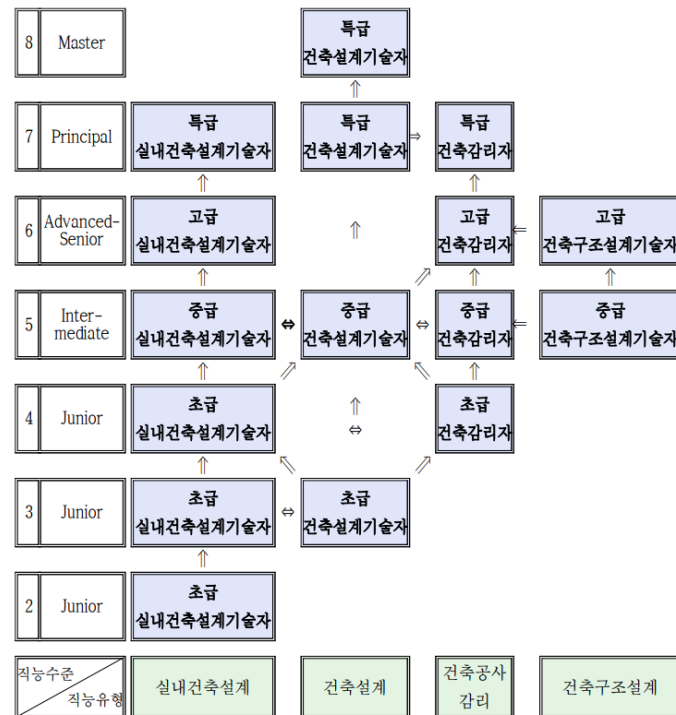 8 Master 특급 건축설계기술자
⇑
7 Principal 특급 실내건축설계기술자 특급 건축설계기술자 ⇒ 특급 건축감리자
⇑ ⇑
6 Advanced-Senior 고급 실내건축설계기술자 ⇑ 고급 건축감리자 ⇐ 고급 건축구조설계기술자
⇑ ⇗ ⇑ ⇑
5 Inter-mediate 중급 실내건축설계기술자 ⇔ 중급 건축설계기술자 ⇔ 중급 건축감리자 ⇐ 중급 건축구조설계기술자
⇑ ⇗ ⇖ ⇑
4 Junior 초급 실내건축설계기술자 ⇑ ⇔ 초급 건축감리자
⇑ ⇖ ⇗
3 Junior 초급 실내건축설계기술자 ⇔ 초급 건축설계기술자
⇑
2 Junior 초급 실내건축설계기술자
직능수준 직능유형 실내건축설계 건축설계 건축공사 감리 건축구조설계